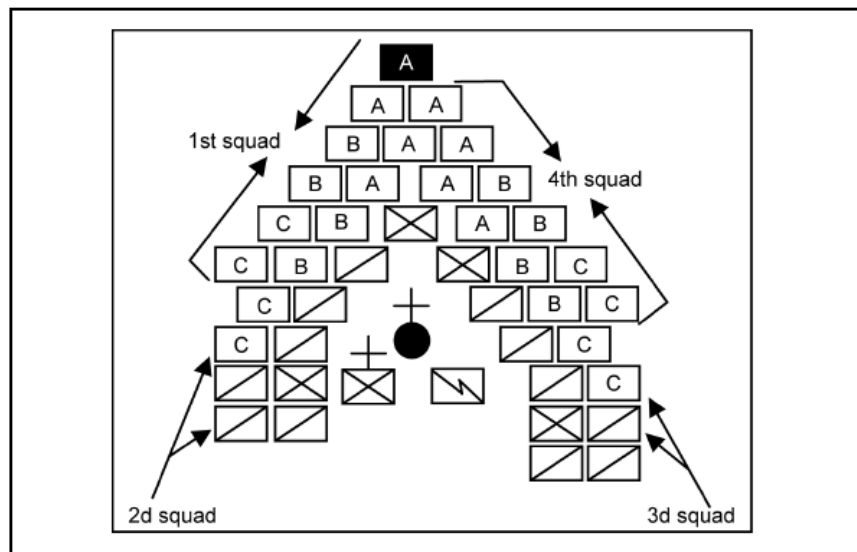 A
A A
B A A
1st squad
B A A B
4th squad
C B A B
C B B C
C B C
C C
C
2d squad
3d squad